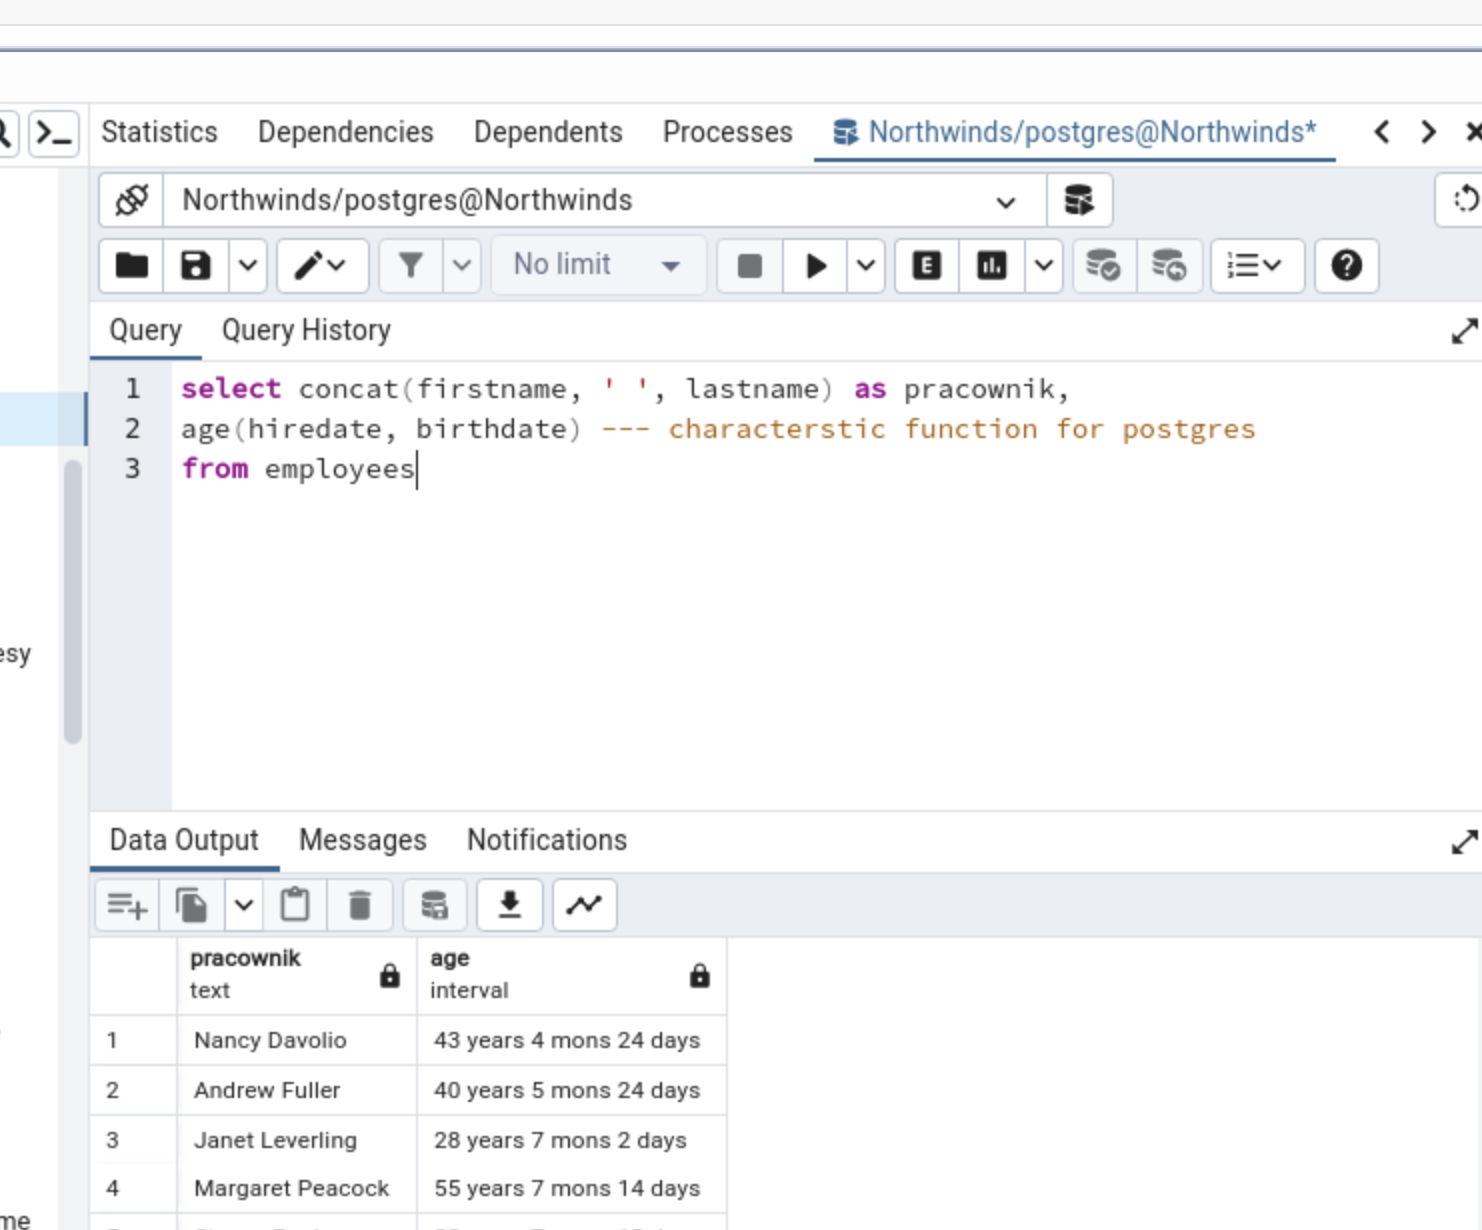 Statistics Dependencies Dependents Processes Northwinds/postgres@Northwinds*
Northwinds/postgres@Northwinds
No limit
Query Query History
1 select concat(firstname, ' ', lastname) as pracownik,
2 age(hiredate, birthdate) --- characterstic function for postgres
3 from employees
esy
Data Output Messages Notifications
pracownik age
text interval
1 Nancy Davolio 43 years 4 mons 24 days
2 Andrew Fuller 40 years 5 mons 24 days
3 Janet Leverling 28 years 7 mons 2 days
4 Margaret Peacock 55 years 7 mons 14 days
me